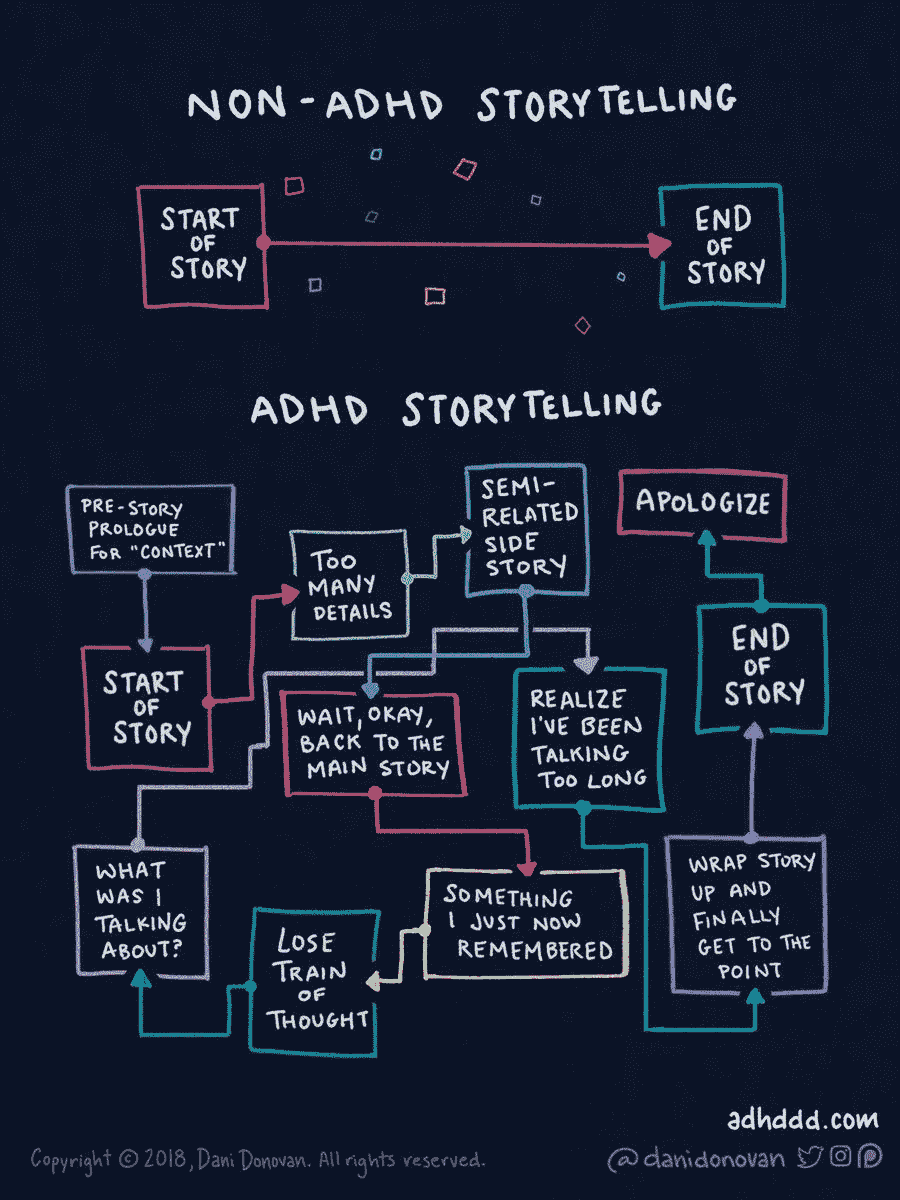 NON-ADHD STORYTELLING
START
OF
STORY
END
OF
STORY
ADHD STORYTELLING
PRE-STORY
PROLOGUE
FOR "CONTEXT"
START
OF
STORY
TOO
MANY
DETAILS
SEMI-
RELATED
SIDE
STORY
WAIT, OKAY,
BACK TO THE
MAIN STORY
SOMETHING
I JUST NOW
REMEMBERED
LOSE
TRAIN
OF
THOUGHT
WHAT
WAS I
TALKING
ABOUT?
REALIZE
I'VE BEEN
TALKING
TOO LONG
WRAP STORY
UP AND
FINALLY
GET TO THE
POINT
END
OF
STORY
APOLOGIZE
adhddd.com
Copyright © 2018, Dani Donovan. All rights reserved.
@danidonovan